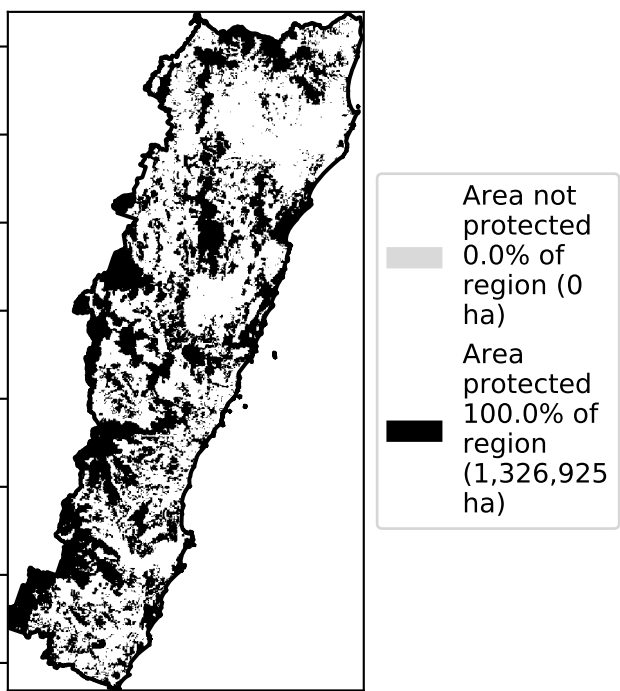 Area not
protected
0.0% of
region (0
ha)
Area
protected
100.0% of
region
(1,326,925
ha)